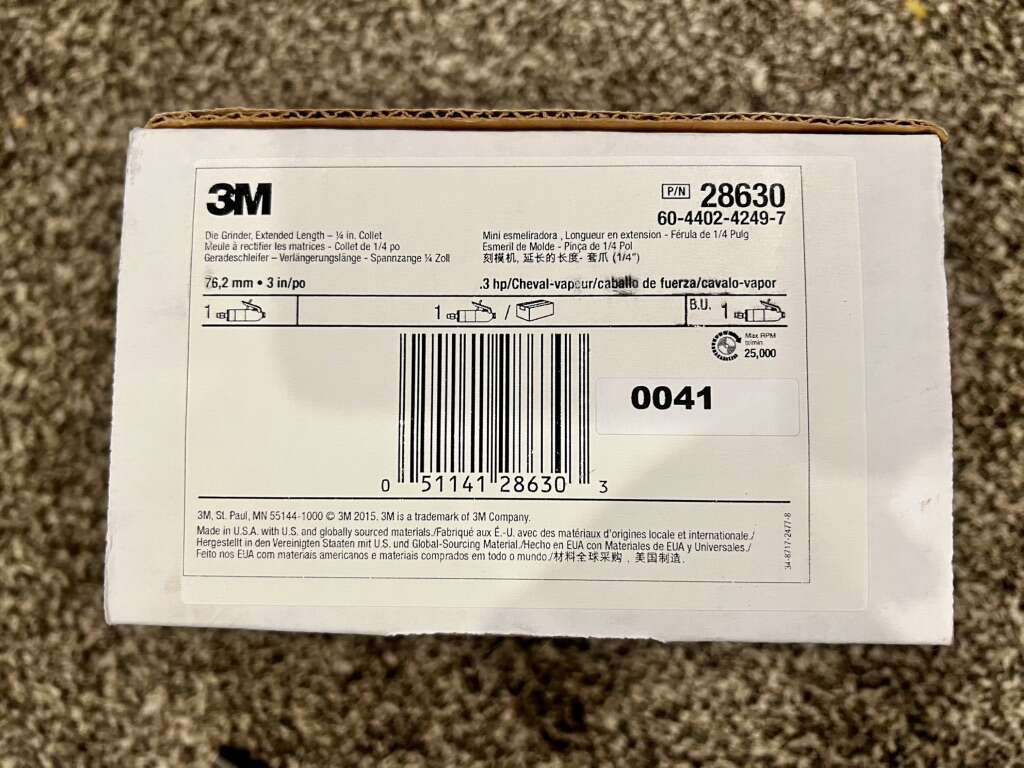 3M
P/N 28630
60-4402-4249-7
Die Grinder, Extended Length – ¼ in. Collet
Meule à rectifier les matrices - Collet de 1/4 po
Geradeschleifer – Verlängerungslänge - Spannzange ¼ Zoll
Mini esmeliradora , Longueur en extension - Férula de 1/4 Pulg
Esmeril de Molde - Pinça de 1/4 Pol
刻模机, 延长的长度- 套爪 (1/4")
76,2 mm • 3 in/po
.3 hp/Cheval-vapeur/caballo de fuerza/cavalo-vapor
1
1 /
B.U. 1
Max RPM
tr/min
25,000
0041
0 51141 28630 3
3M, St. Paul, MN 55144-1000 © 3M 2015. 3M is a trademark of 3M Company.
Made in U.S.A. with U.S. and globally sourced materials./Fabriqué aux É.-U. avec des matériaux d'origines locale et internationale./
Hergestellt in den Vereinigten Staaten mit U.S. und Global-Sourcing Material./Hecho en EUA con Materiales de EUA y Universales./
Feito nos EUA com materiais americanos e materiais comprados em todo o mundo./材料全球采购，美国制造.
34-8717-2477-8